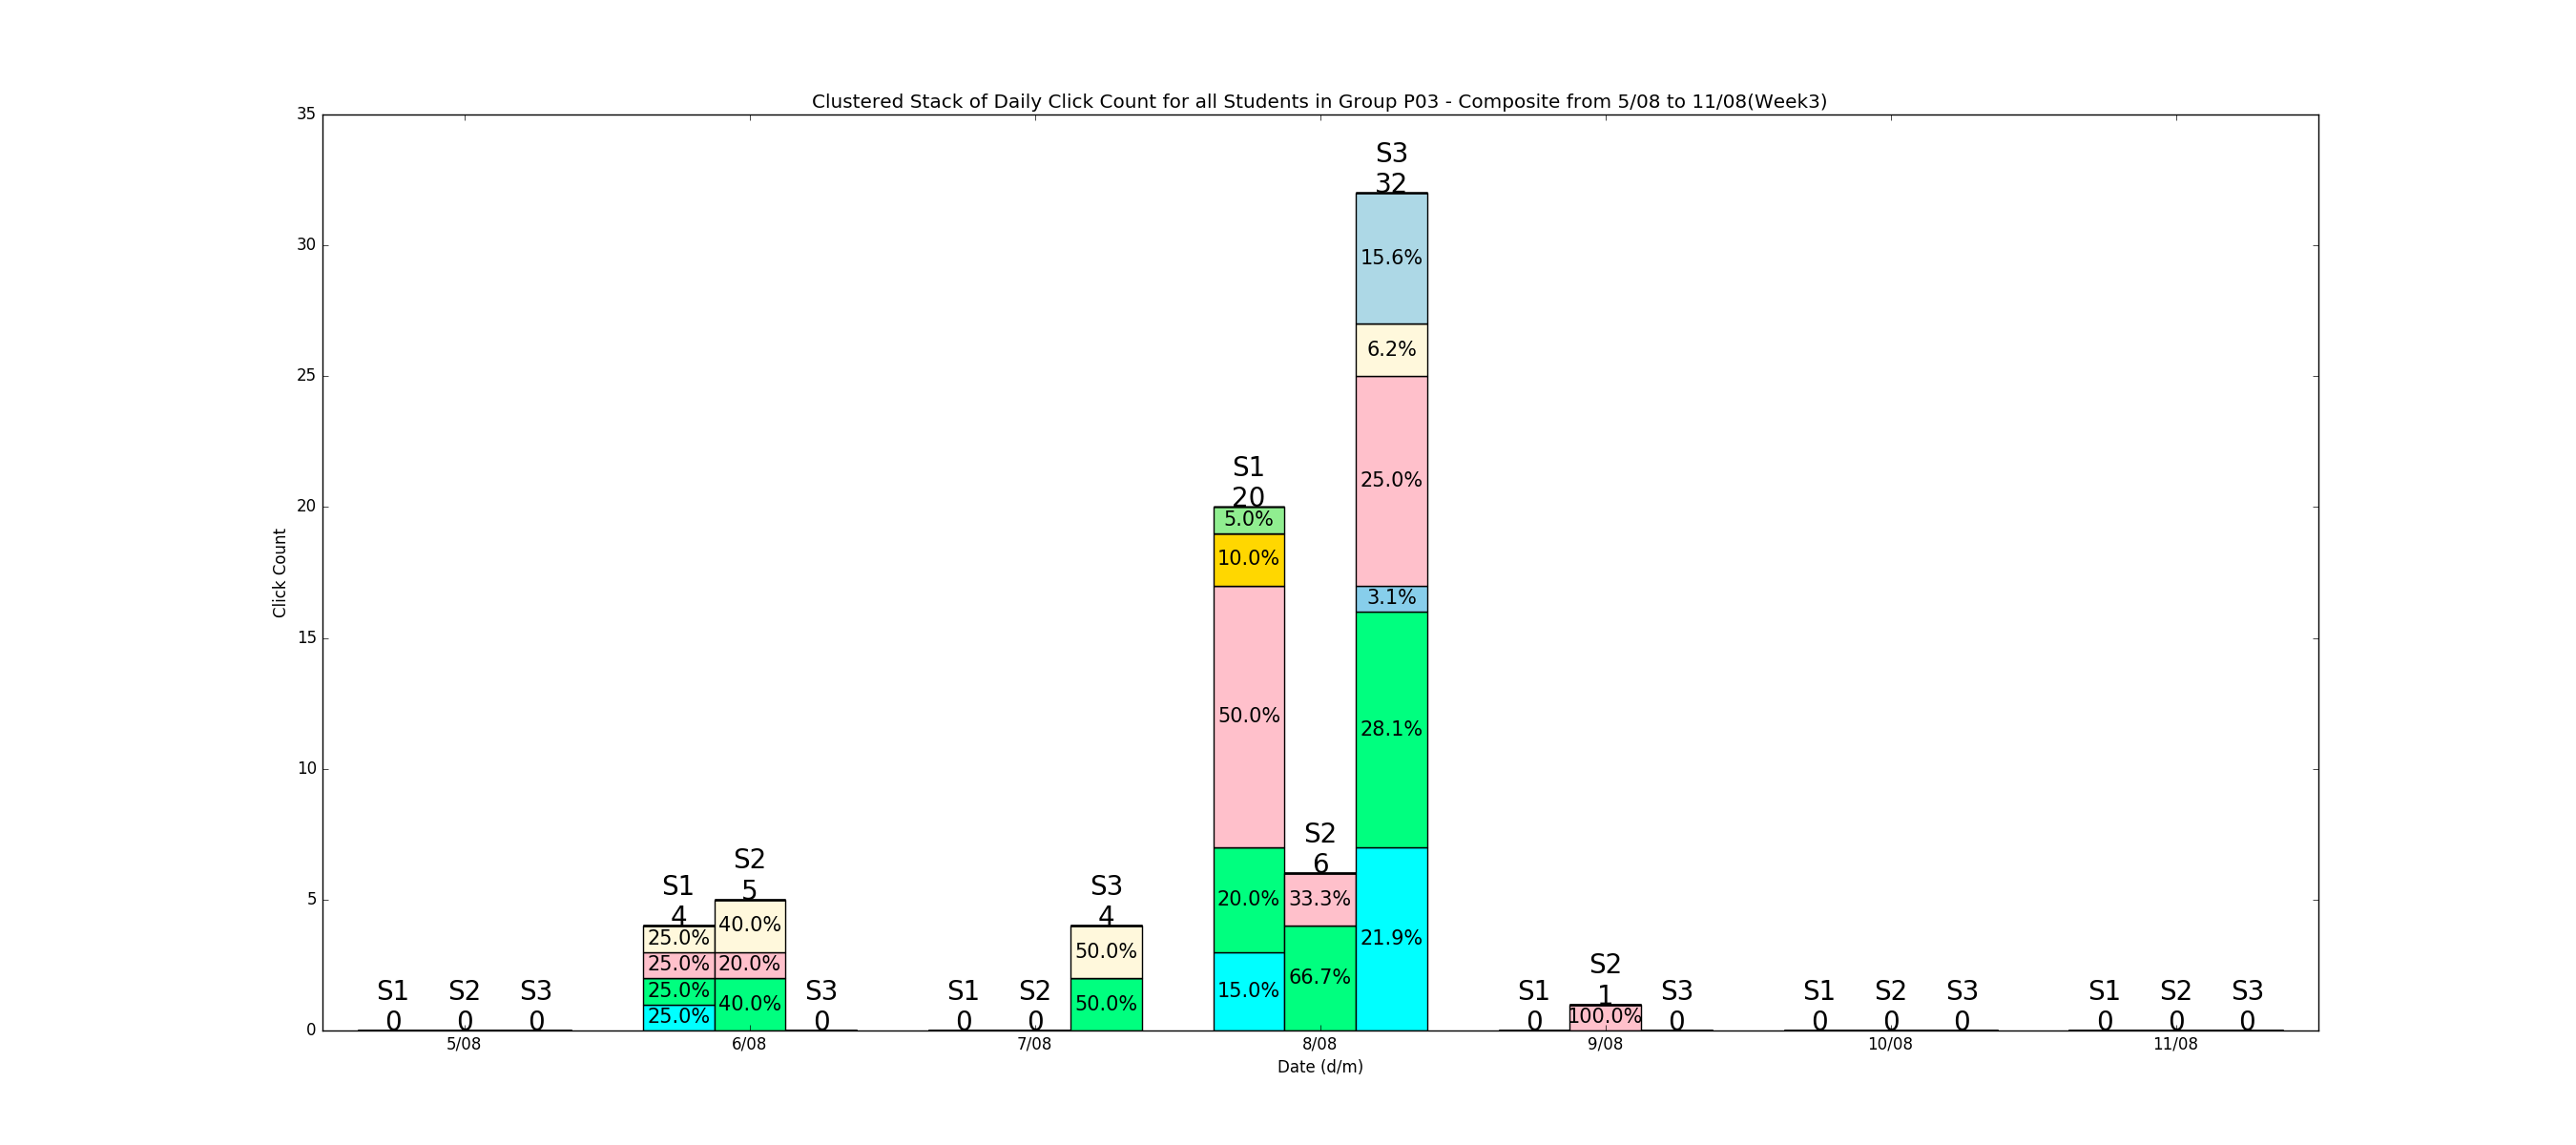 Clustered Stack of Daily Click Count for all Students in Group P03 - Composite from 5/08 to 11/08(Week3)
Click Count
35
30
25
20
15
10
5
0
S1
0
S2
0
S3
0
S1
4
25.0%
25.0%
25.0%
25.0%
S2
5
40.0%
20.0%
40.0%
S3
0
S1
0
S2
0
S3
4
50.0%
50.0%
S1
20
5.0%
10.0%
50.0%
20.0%
15.0%
S2
6
33.3%
66.7%
S3
32
15.6%
6.2%
25.0%
3.1%
28.1%
21.9%
S1
0
S2
1
100.0%
S3
0
S1
0
S2
0
S3
0
S1
0
S2
0
S3
0
5/08
6/08
7/08
8/08
9/08
10/08
11/08
Date (d/m)